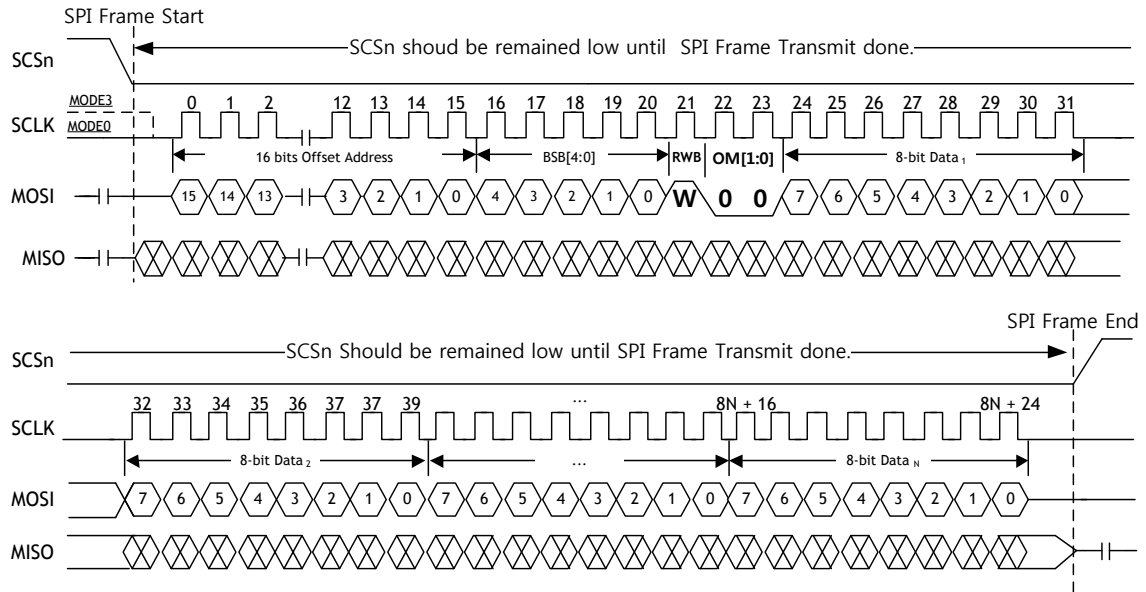 SPI Frame Start
SCSn
SCSn shoud be remained low until SPI Frame Transmit done.
MODE3
SCLK
MODE0
0 1 2 12 13 14 15 16 17 18 19 20 21 22 23 24 25 26 27 28 29 30 31
16 bits Offset Address BSB[4:0] RWB OM[1:0] 8-bit Data 1
MOSI 15 14 13 3 2 1 0 4 3 2 1 0 W 0 0 7 6 5 4 3 2 1 0
MISO
SPI Frame End
SCSn
SCSn Should be remained low until SPI Frame Transmit done.
32 33 34 35 36 37 37 39 ... 8N + 16 8N + 24
SCLK
8-bit Data 2 ... 8-bit Data N
MOSI 7 6 5 4 3 2 1 0 7 6 5 4 3 2 1 0 7 6 5 4 3 2 1 0
MISO